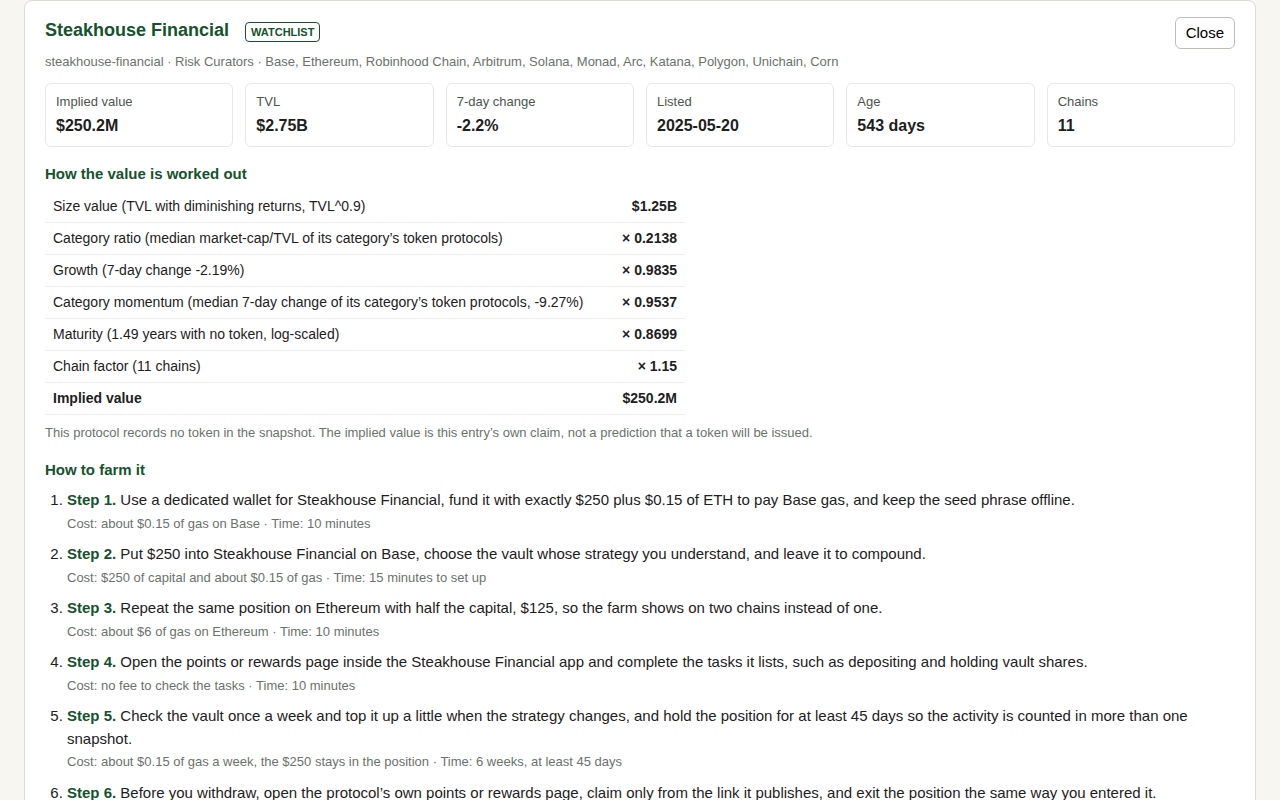 Steakhouse Financial WATCHLIST
Close
steakhouse-financial · Risk Curators · Base, Ethereum, Robinhood Chain, Arbitrum, Solana, Monad, Arc, Katana, Polygon, Unichain, Corn
Implied value
$250.2M
TVL
$2.75B
7-day change
-2.2%
Listed
2025-05-20
Age
543 days
Chains
11
How the value is worked out
Size value (TVL with diminishing returns, TVL^0.9) $1.25B
Category ratio (median market-cap/TVL of its category’s token protocols) × 0.2138
Growth (7-day change -2.19%) × 0.9835
Category momentum (median 7-day change of its category’s token protocols, -9.27%) × 0.9537
Maturity (1.49 years with no token, log-scaled) × 0.8699
Chain factor (11 chains) × 1.15
Implied value $250.2M
This protocol records no token in the snapshot. The implied value is this entry’s own claim, not a prediction that a token will be issued.
How to farm it
1. Step 1. Use a dedicated wallet for Steakhouse Financial, fund it with exactly $250 plus $0.15 of ETH to pay Base gas, and keep the seed phrase offline.
Cost: about $0.15 of gas on Base · Time: 10 minutes
2. Step 2. Put $250 into Steakhouse Financial on Base, choose the vault whose strategy you understand, and leave it to compound.
Cost: $250 of capital and about $0.15 of gas · Time: 15 minutes to set up
3. Step 3. Repeat the same position on Ethereum with half the capital, $125, so the farm shows on two chains instead of one.
Cost: about $6 of gas on Ethereum · Time: 10 minutes
4. Step 4. Open the points or rewards page inside the Steakhouse Financial app and complete the tasks it lists, such as depositing and holding vault shares.
Cost: no fee to check the tasks · Time: 10 minutes
5. Step 5. Check the vault once a week and top it up a little when the strategy changes, and hold the position for at least 45 days so the activity is counted in more than one
snapshot.
Cost: about $0.15 of gas a week, the $250 stays in the position · Time: 6 weeks, at least 45 days
6. Step 6. Before you withdraw, open the protocol’s own points or rewards page, claim only from the link it publishes, and exit the position the same way you entered it.